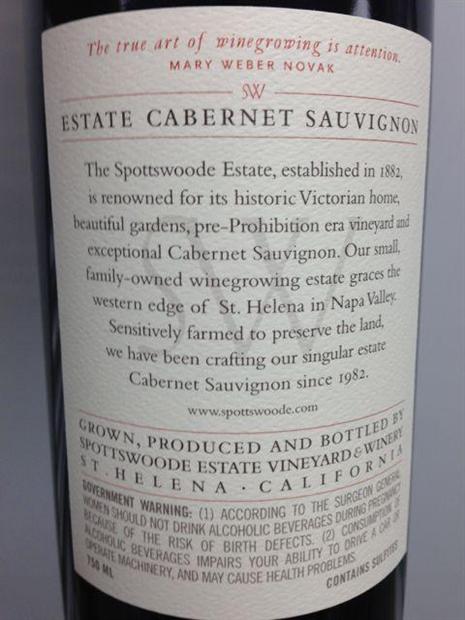 The true art of winegrowing is attention.
MARY WEBER NOVAK
SW
ESTATE CABERNET SAUVIGNON
The Spottswoode Estate, established in 1882,
is renowned for its historic Victorian home,
beautiful gardens, pre-Prohibition era vineyard and
exceptional Cabernet Sauvignon. Our small,
family-owned winegrowing estate graces the
western edge of St. Helena in Napa Valley.
Sensitively farmed to preserve the land,
we have been crafting our singular estate
Cabernet Sauvignon since 1982.
www.spottswoode.com
GROWN, PRODUCED AND BOTTLED BY
SPOTTSWOODE ESTATE VINEYARD & WINERY
ST · HELENA · CALIFORNIA
GOVERNMENT WARNING: (1) ACCORDING TO THE SURGEON GENERAL,
WOMEN SHOULD NOT DRINK ALCOHOLIC BEVERAGES DURING PREGNANCY
BECAUSE OF THE RISK OF BIRTH DEFECTS. (2) CONSUMPTION OF
ALCOHOLIC BEVERAGES IMPAIRS YOUR ABILITY TO DRIVE A CAR OR
OPERATE MACHINERY, AND MAY CAUSE HEALTH PROBLEMS.
750 ML
CONTAINS SULFITES